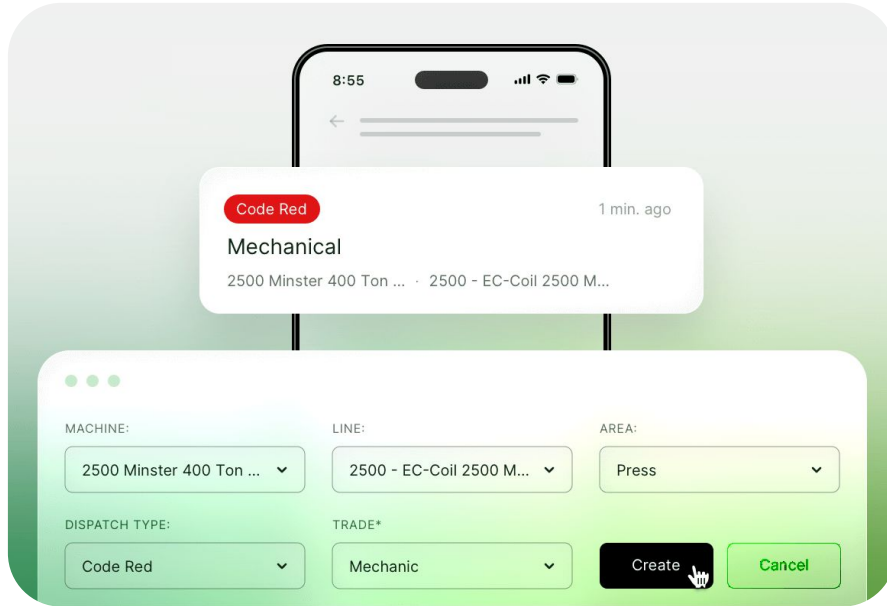 8:55
Code Red 1 min. ago
Mechanical
2500 Minster 400 Ton ... · 2500 - EC-Coil 2500 M...
MACHINE: LINE: AREA:
2500 Minster 400 Ton ... 2500 - EC-Coil 2500 M... Press
DISPATCH TYPE: TRADE*
Code Red Mechanic Create Cancel